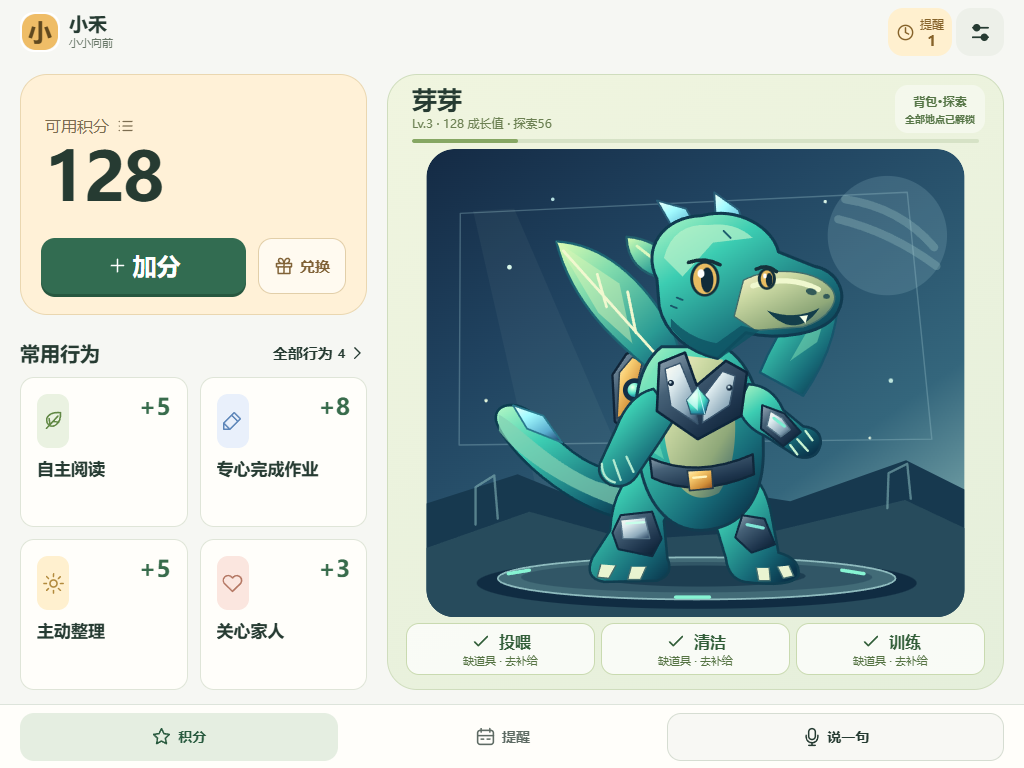 小
小禾
小小向前
提醒
1
可用积分
128
+ 加分
兑换
常用行为
全部行为 4
+5
自主阅读
+8
专心完成作业
+5
主动整理
+3
关心家人
芽芽
Lv.3 · 128 成长值 · 探索56
背包•探索
全部地点已解锁
投喂
缺道具 · 去补给
清洁
缺道具 · 去补给
训练
缺道具 · 去补给
积分
提醒
说一句